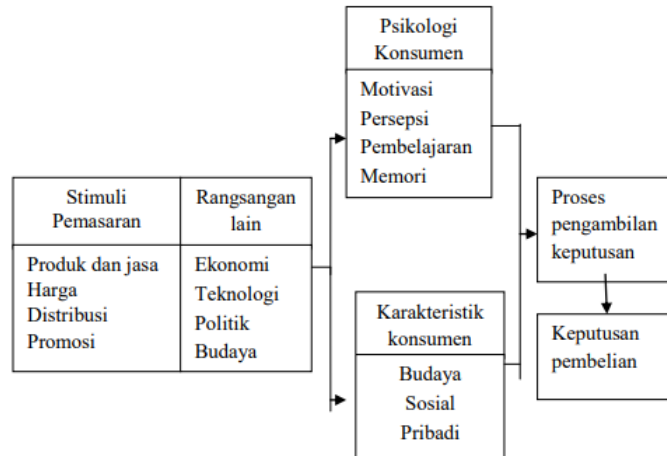 Psikologi
Konsumen
Motivasi
Persepsi
Pembelajaran
Memori
Stimuli
Pemasaran
Rangsangan
lain
Produk dan jasa
Harga
Distribusi
Promosi
Ekonomi
Teknologi
Politik
Budaya
Karakteristik
konsumen
Budaya
Sosial
Pribadi
Proses
pengambilan
keputusan
Keputusan
pembelian